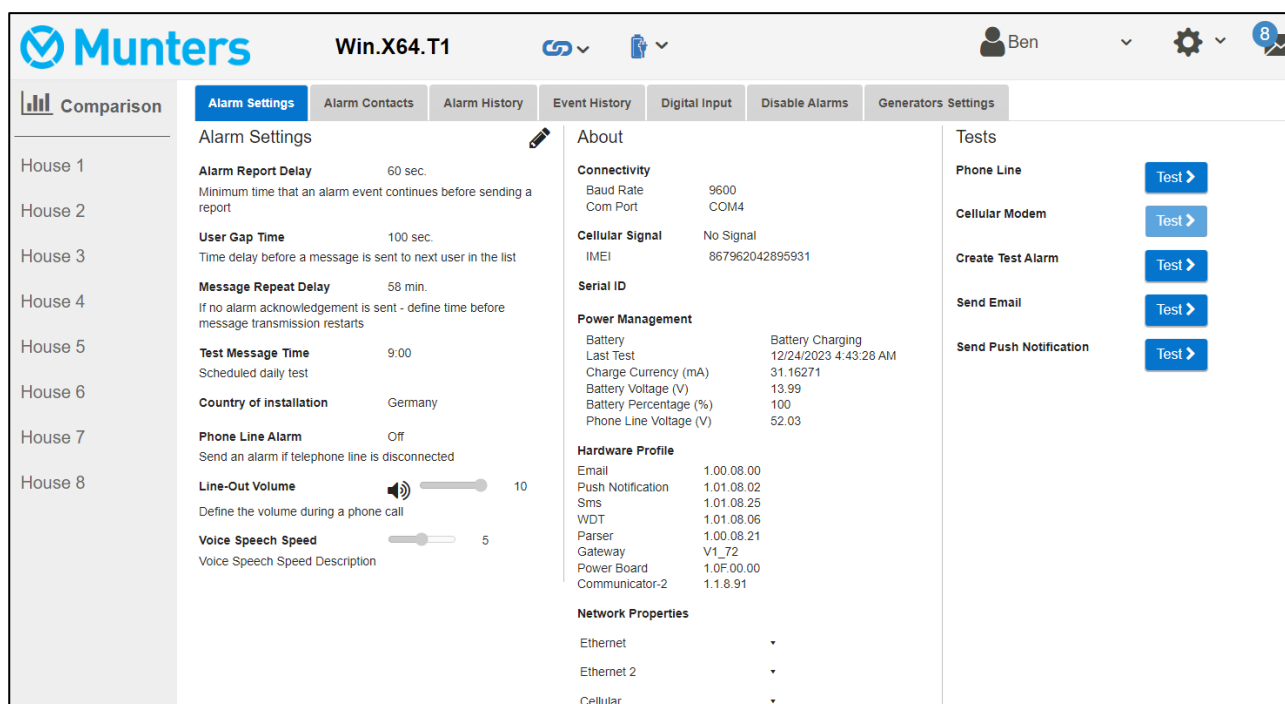 Munters
Win.X64.T1
Ben
8
Comparison
House 1
House 2
House 3
House 4
House 5
House 6
House 7
House 8
Alarm Settings
Alarm Contacts
Alarm History
Event History
Digital Input
Disable Alarms
Generators Settings
Alarm Settings
Alarm Report Delay 60 sec.
Minimum time that an alarm event continues before sending a
report
User Gap Time 100 sec.
Time delay before a message is sent to next user in the list
Message Repeat Delay 58 min.
If no alarm acknowledgement is sent - define time before
message transmission restarts
Test Message Time 9:00
Scheduled daily test
Country of installation Germany
Phone Line Alarm Off
Send an alarm if telephone line is disconnected
Line-Out Volume 10
Define the volume during a phone call
Voice Speech Speed 5
Voice Speech Speed Description
About
Connectivity
Baud Rate 9600
Com Port COM4
Cellular Signal No Signal
IMEI 867962042895931
Serial ID
Power Management
Battery Battery Charging
Last Test 12/24/2023 4:43:28 AM
Charge Currency (mA) 31.16271
Battery Voltage (V) 13.99
Battery Percentage (%) 100
Phone Line Voltage (V) 52.03
Hardware Profile
Email 1.00.08.00
Push Notification 1.01.08.02
Sms 1.01.08.25
WDT 1.01.08.06
Parser 1.00.08.21
Gateway V1_72
Power Board 1.0F.00.00
Communicator-2 1.1.8.91
Network Properties
Ethernet
Ethernet 2
Cellular
Tests
Phone Line Test
Cellular Modem Test
Create Test Alarm Test
Send Email Test
Send Push Notification Test